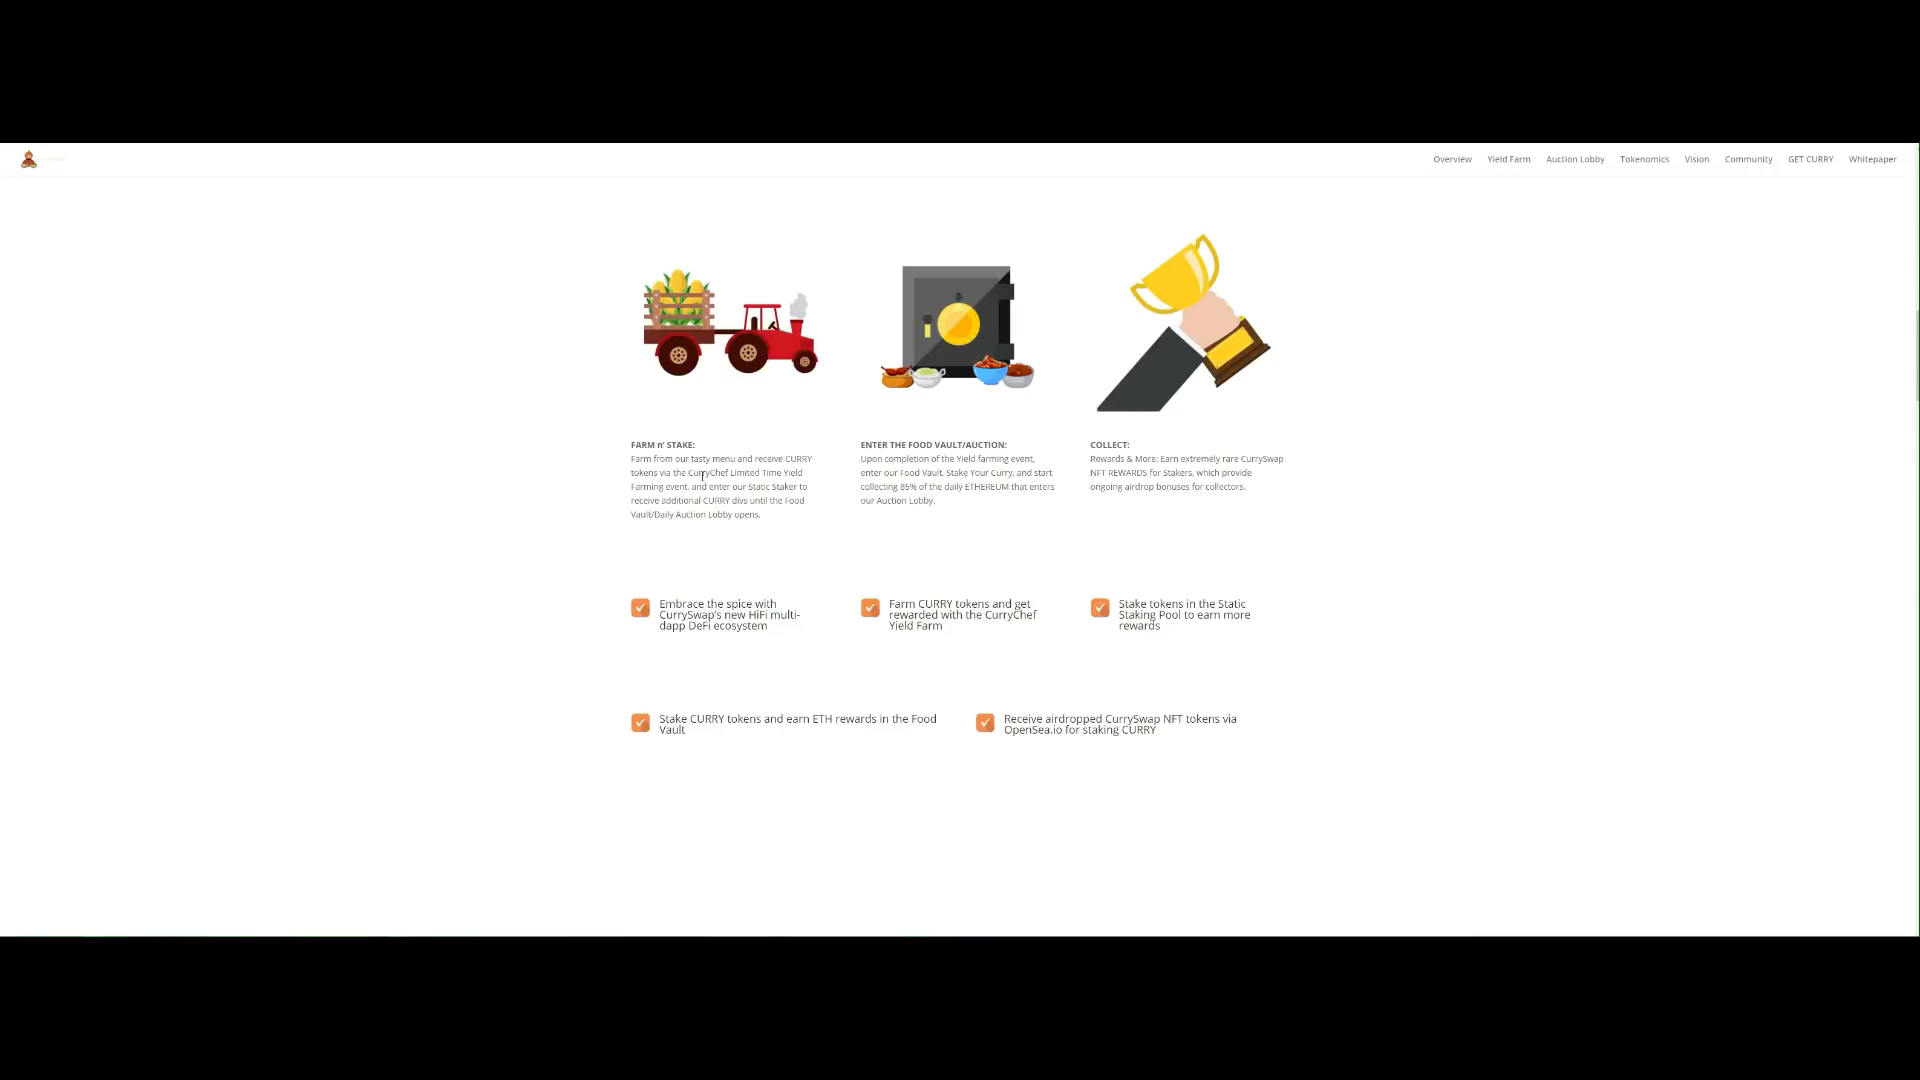 Overview
Yield Farm
Auction Lobby
Tokenomics
Vision
Community
GET CURRY
Whitepaper
FARM n' STAKE:
Farm from our tasty menu and receive CURRY
tokens via the CurryChef Limited Time Yield
Farming event, and enter our Static Staker to
receive additional CURRY divs until the Food
Vault/Daily Auction Lobby opens.
ENTER THE FOOD VAULT/AUCTION:
Upon completion of the Yield farming event,
enter our Food Vault, Stake Your Curry, and start
collecting 85% of the daily ETHEREUM that enters
our Auction Lobby.
COLLECT:
Rewards & More: Earn extremely rare CurrySwap
NFT REWARDS for Stakers, which provide
ongoing airdrop bonuses for collectors.
Embrace the spice with
CurrySwap's new HiFi multi-
dapp DeFi ecosystem
Farm CURRY tokens and get
rewarded with the CurryChef
Yield Farm
Stake tokens in the Static
Staking Pool to earn more
rewards
Stake CURRY tokens and earn ETH rewards in the Food
Vault
Receive airdropped CurrySwap NFT tokens via
OpenSea.io for staking CURRY